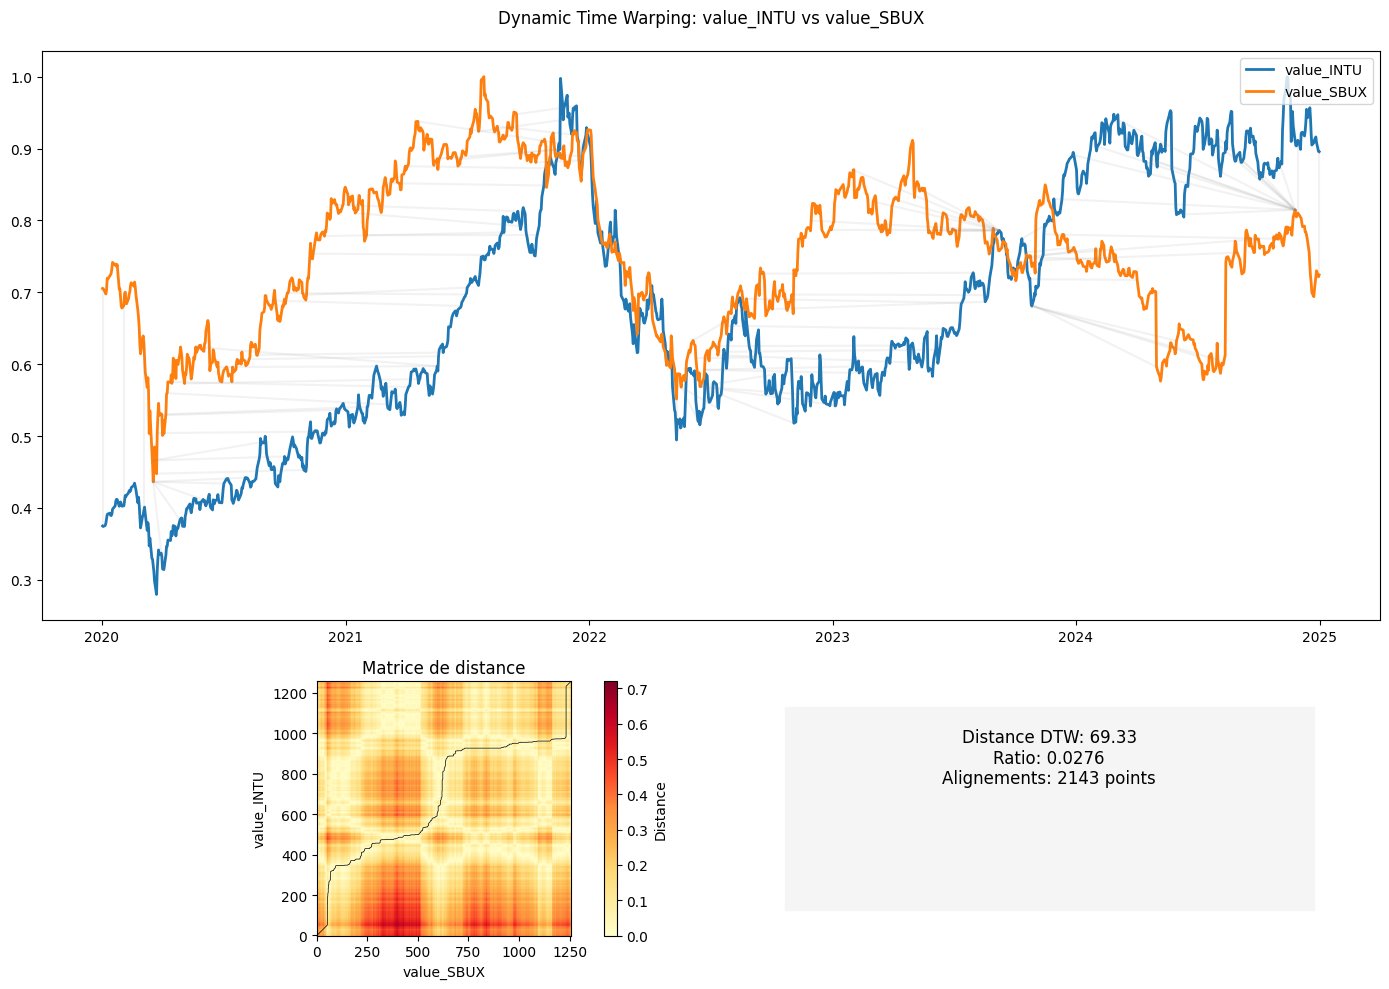 Dynamic Time Warping: value_INTU vs value_SBUX
value_INTU
value_SBUX
1.0
0.9
0.8
0.7
0.6
0.5
0.4
0.3
2020 2021 2022 2023 2024 2025
Matrice de distance
value_INTU
1200
1000
800
600
400
200
0
0 250 500 750 1000 1250
value_SBUX
0.7
0.6
0.5
0.4
0.3
0.2
0.1
0.0
Distance
Distance DTW: 69.33
Ratio: 0.0276
Alignements: 2143 points